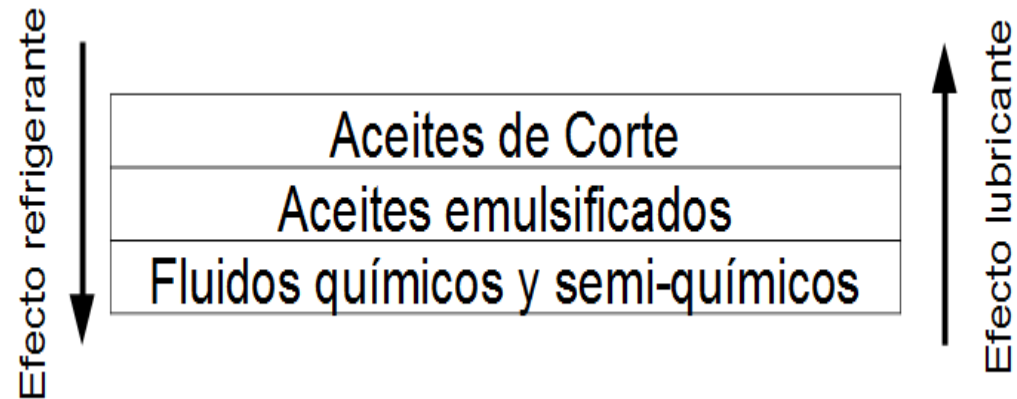 Efecto refrigerante
Aceites de Corte
Aceites emulsificados
Fluidos químicos y semi-químicos
Efecto lubricante